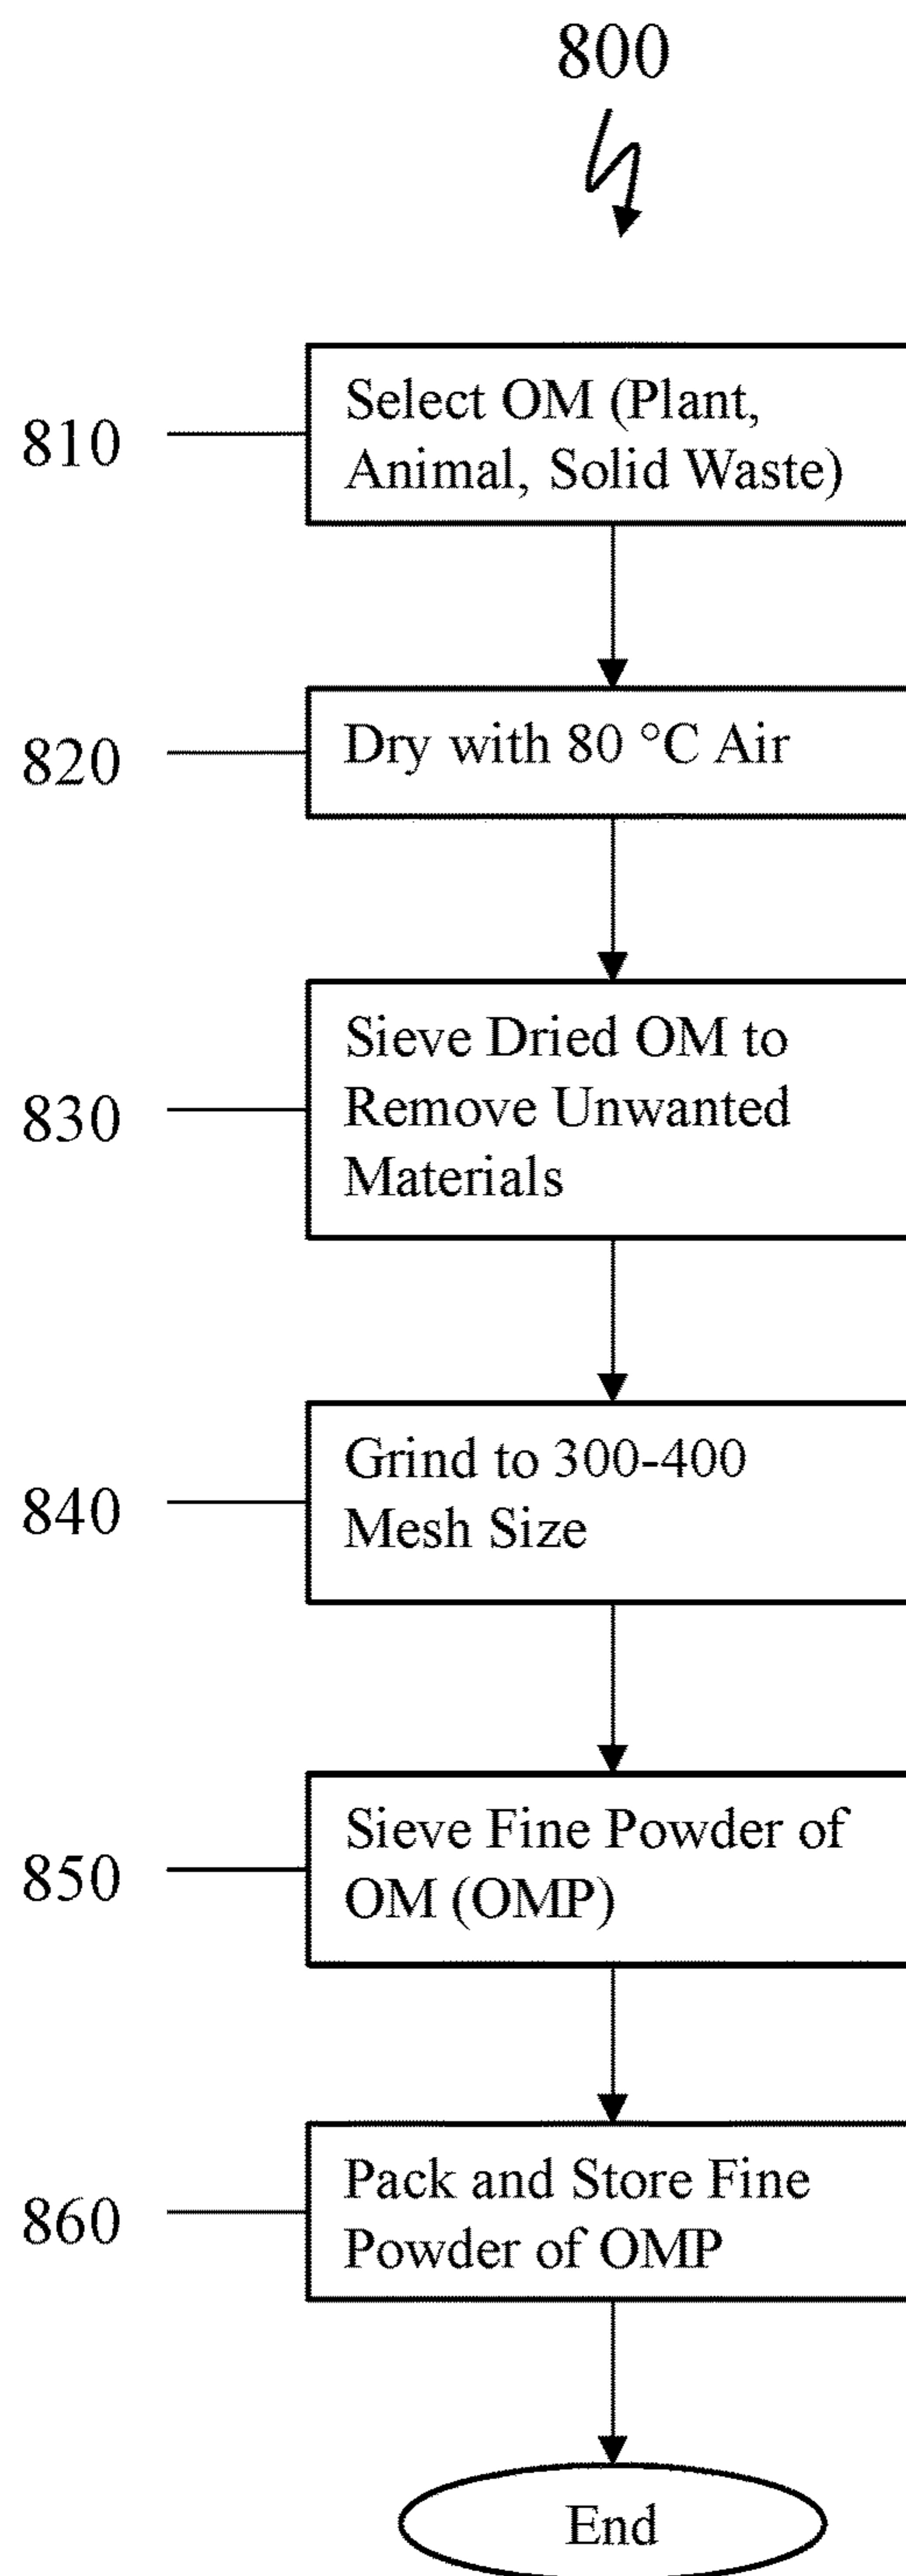 800
810
Select OM (Plant,
Animal, Solid Waste)
820
Dry with 80 °C Air
830
Sieve Dried OM to
Remove Unwanted
Materials
840
Grind to 300-400
Mesh Size
850
Sieve Fine Powder of
OM (OMP)
860
Pack and Store Fine
Powder of OMP
End